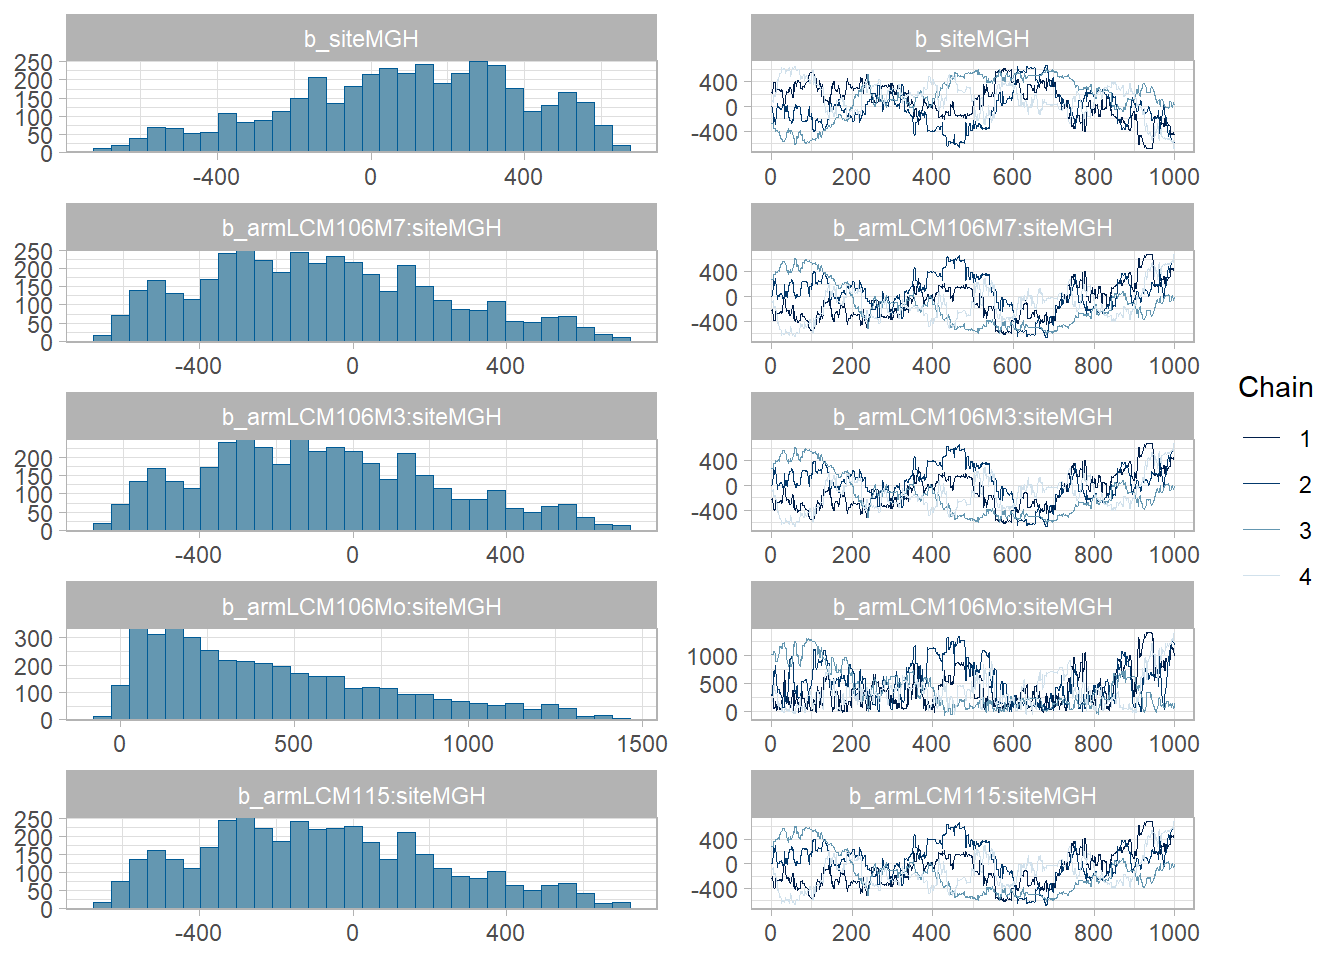 b_siteMGH
b_siteMGH
250
200
150
100
50
0
-400 0 400
400
0
-400
0 200 400 600 800 1000
b_armLCM106M7:siteMGH
b_armLCM106M7:siteMGH
250
200
150
100
50
0
-400 0 400
400
0
-400
0 200 400 600 800 1000
b_armLCM106M3:siteMGH
b_armLCM106M3:siteMGH
200
150
100
50
0
-400 0 400
400
0
-400
0 200 400 600 800 1000
b_armLCM106Mo:siteMGH
b_armLCM106Mo:siteMGH
300
200
100
0
0 500 1000 1500
1000
500
0
0 200 400 600 800 1000
b_armLCM115:siteMGH
b_armLCM115:siteMGH
250
200
150
100
50
0
-400 0 400
400
0
-400
0 200 400 600 800 1000
Chain
1
2
3
4